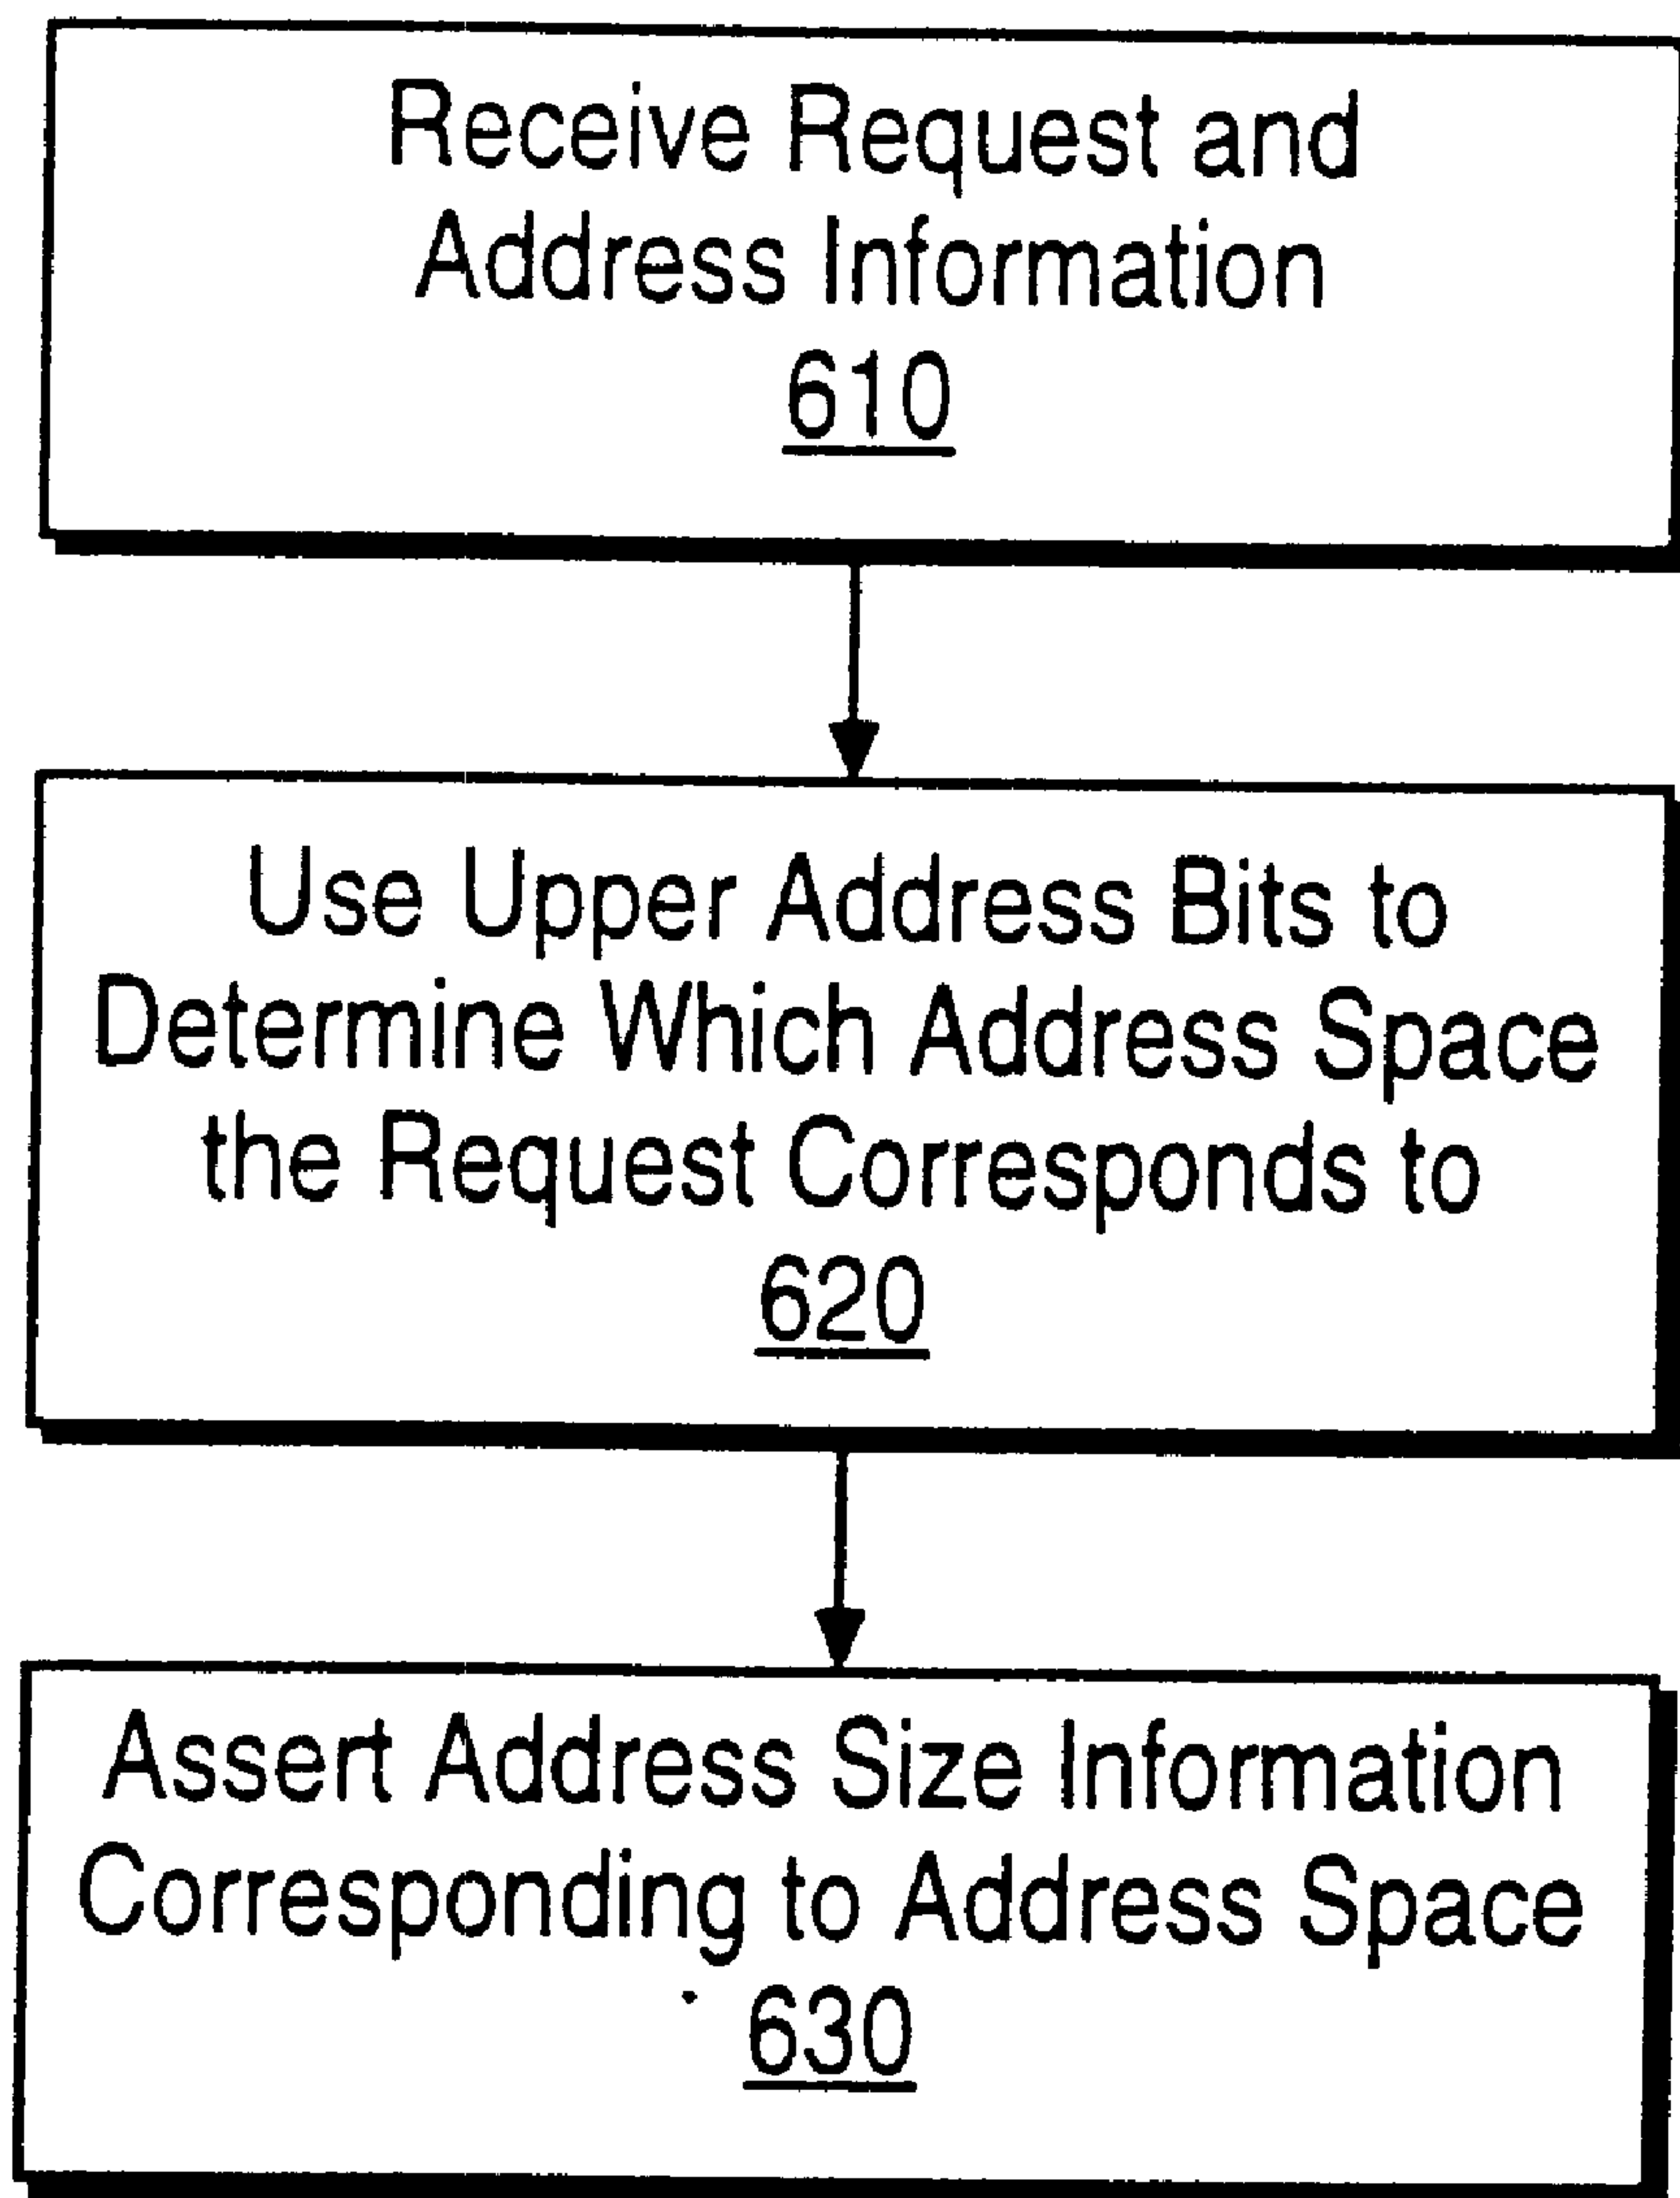 Receive Request and
Address Information
610
Use Upper Address Bits to
Determine Which Address Space
the Request Corresponds to
620
Assert Address Size Information
Corresponding to Address Space
630